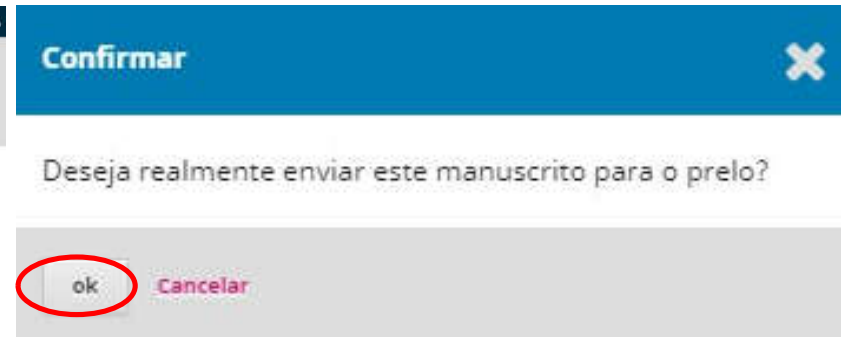 Confirmar
Deseja realmente enviar este manuscrito para o prelo?
ok Cancelar